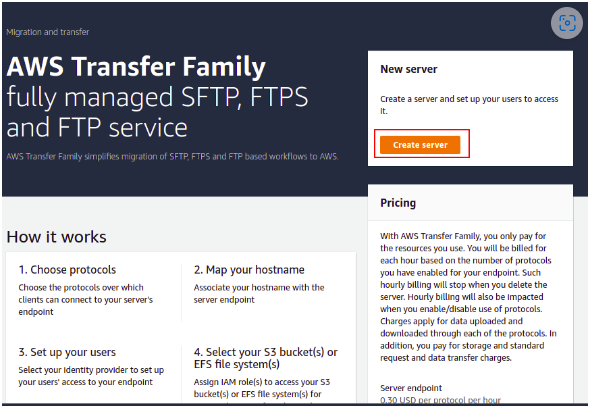 Migration and transfer
AWS Transfer Family
fully managed SFTP, FTPS
and FTP service
AWS Transfer Family simplifies migration of SFTP, FTPS and FTP based workflows to AWS.
New server
Create a server and set up your users to access
it.
Create server
Pricing
With AWS Transfer Family, you only pay for
the resources you use. You will be billed for
each hour based on the number of protocols
you have enabled for your endpoint. Such
hourly billing will stop when you delete the
server. Hourly billing will also be impacted
when you enable/disable use of protocols.
Charges apply for data uploaded and
downloaded through each of the protocols. In
addition, you pay for storage and standard
request and data transfer charges.
Server endpoint
0.30 USD per protocol per hour
How it works
1. Choose protocols
Choose the protocols over which
clients can connect to your server's
endpoint
2. Map your hostname
Associate your hostname with the
server endpoint
3. Set up your users
Select your identity provider to set up
your users' access to your endpoint
4. Select your S3 bucket(s) or
EFS file system(s)
Assign IAM role(s) to access your S3
bucket(s) or EFS file system(s) for